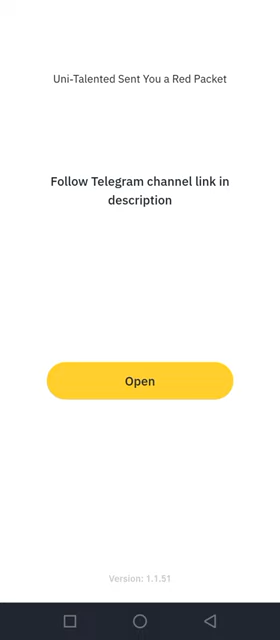 Uni-Talented Sent You a Red Packet
Follow Telegram channel link in
description
Open
Version: 1.1.51